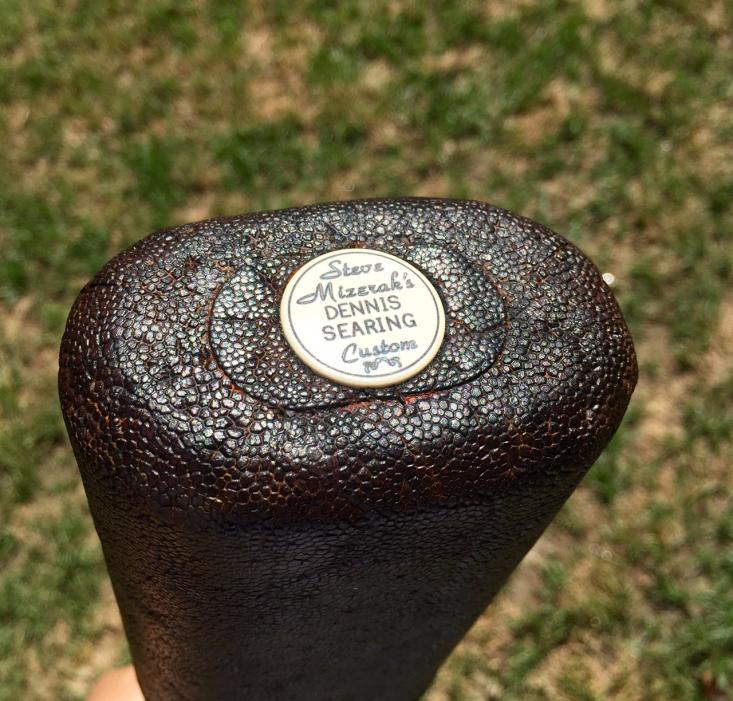 Steve
Mizerak's
DENNIS
SEARING
Custom